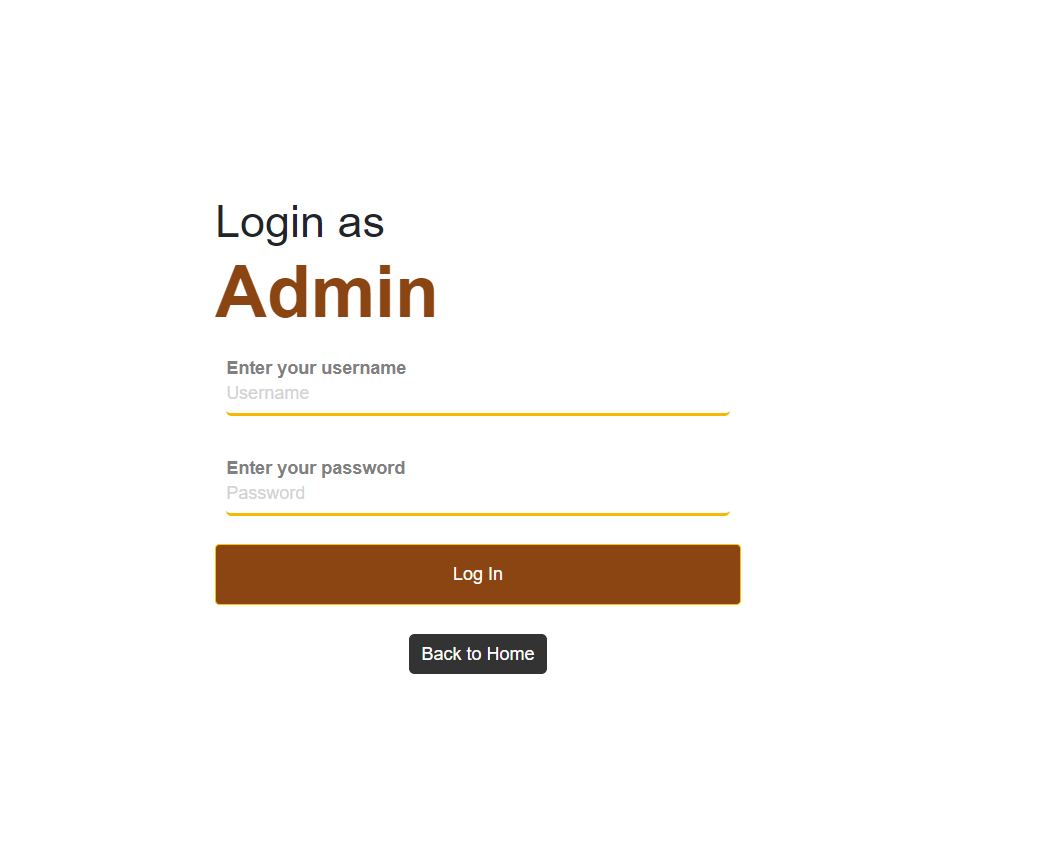 Login as
Admin
Enter your username
Username
Enter your password
Password
Log In
Back to Home